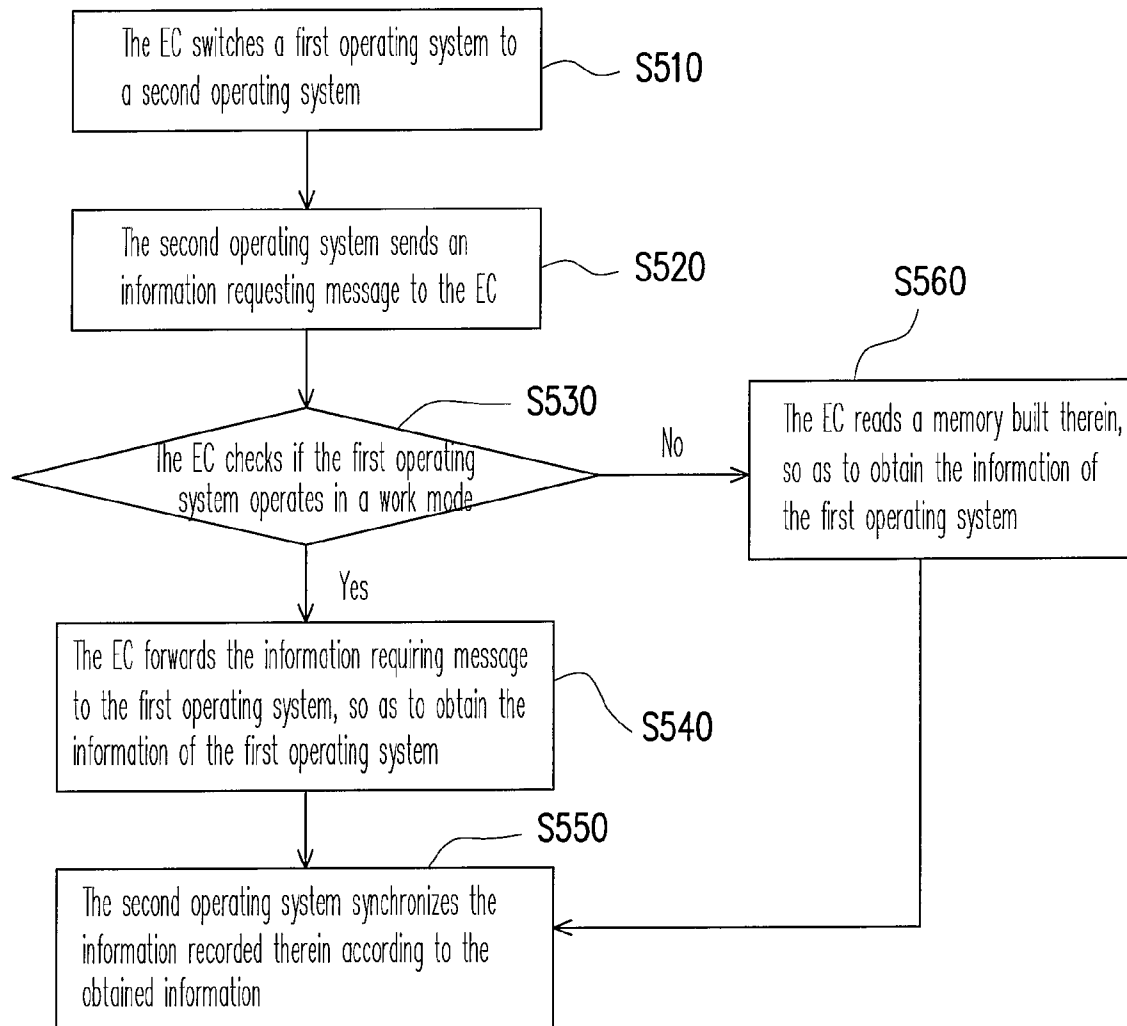 The EC switches a first operating system to
a second operating system
S510
The second operating system sends an
information requesting message to the EC
S520
S560
S530
The EC checks if the first operating
system operates in a work mode
No
The EC reads a memory built therein,
so as to obtain the information of
the first operating system
Yes
The EC forwards the information requiring message
to the first operating system, so as to obtain the
information of the first operating system
S540
S550
The second operating system synchronizes the
information recorded therein according to the
obtained information